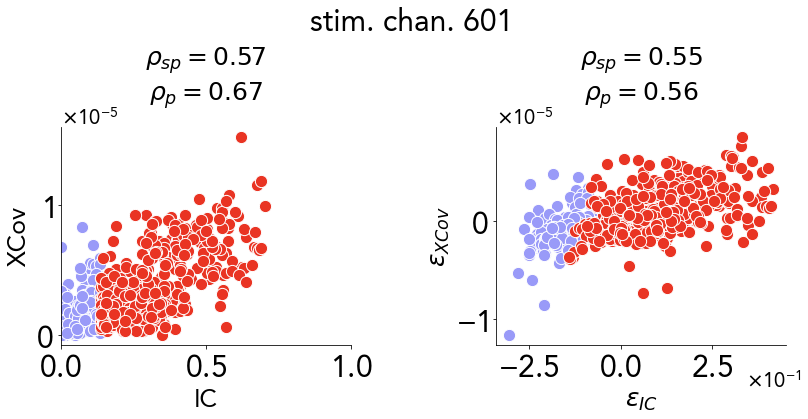 stim. chan. 601
ρsp = 0.57
ρp = 0.67
×10⁻⁵
1
0
XCov
0.0 0.5 1.0
IC
ρsp = 0.55
ρp = 0.56
×10⁻⁵
0
−1
εXCov
−2.5 0.0 2.5
×10⁻¹
εIC